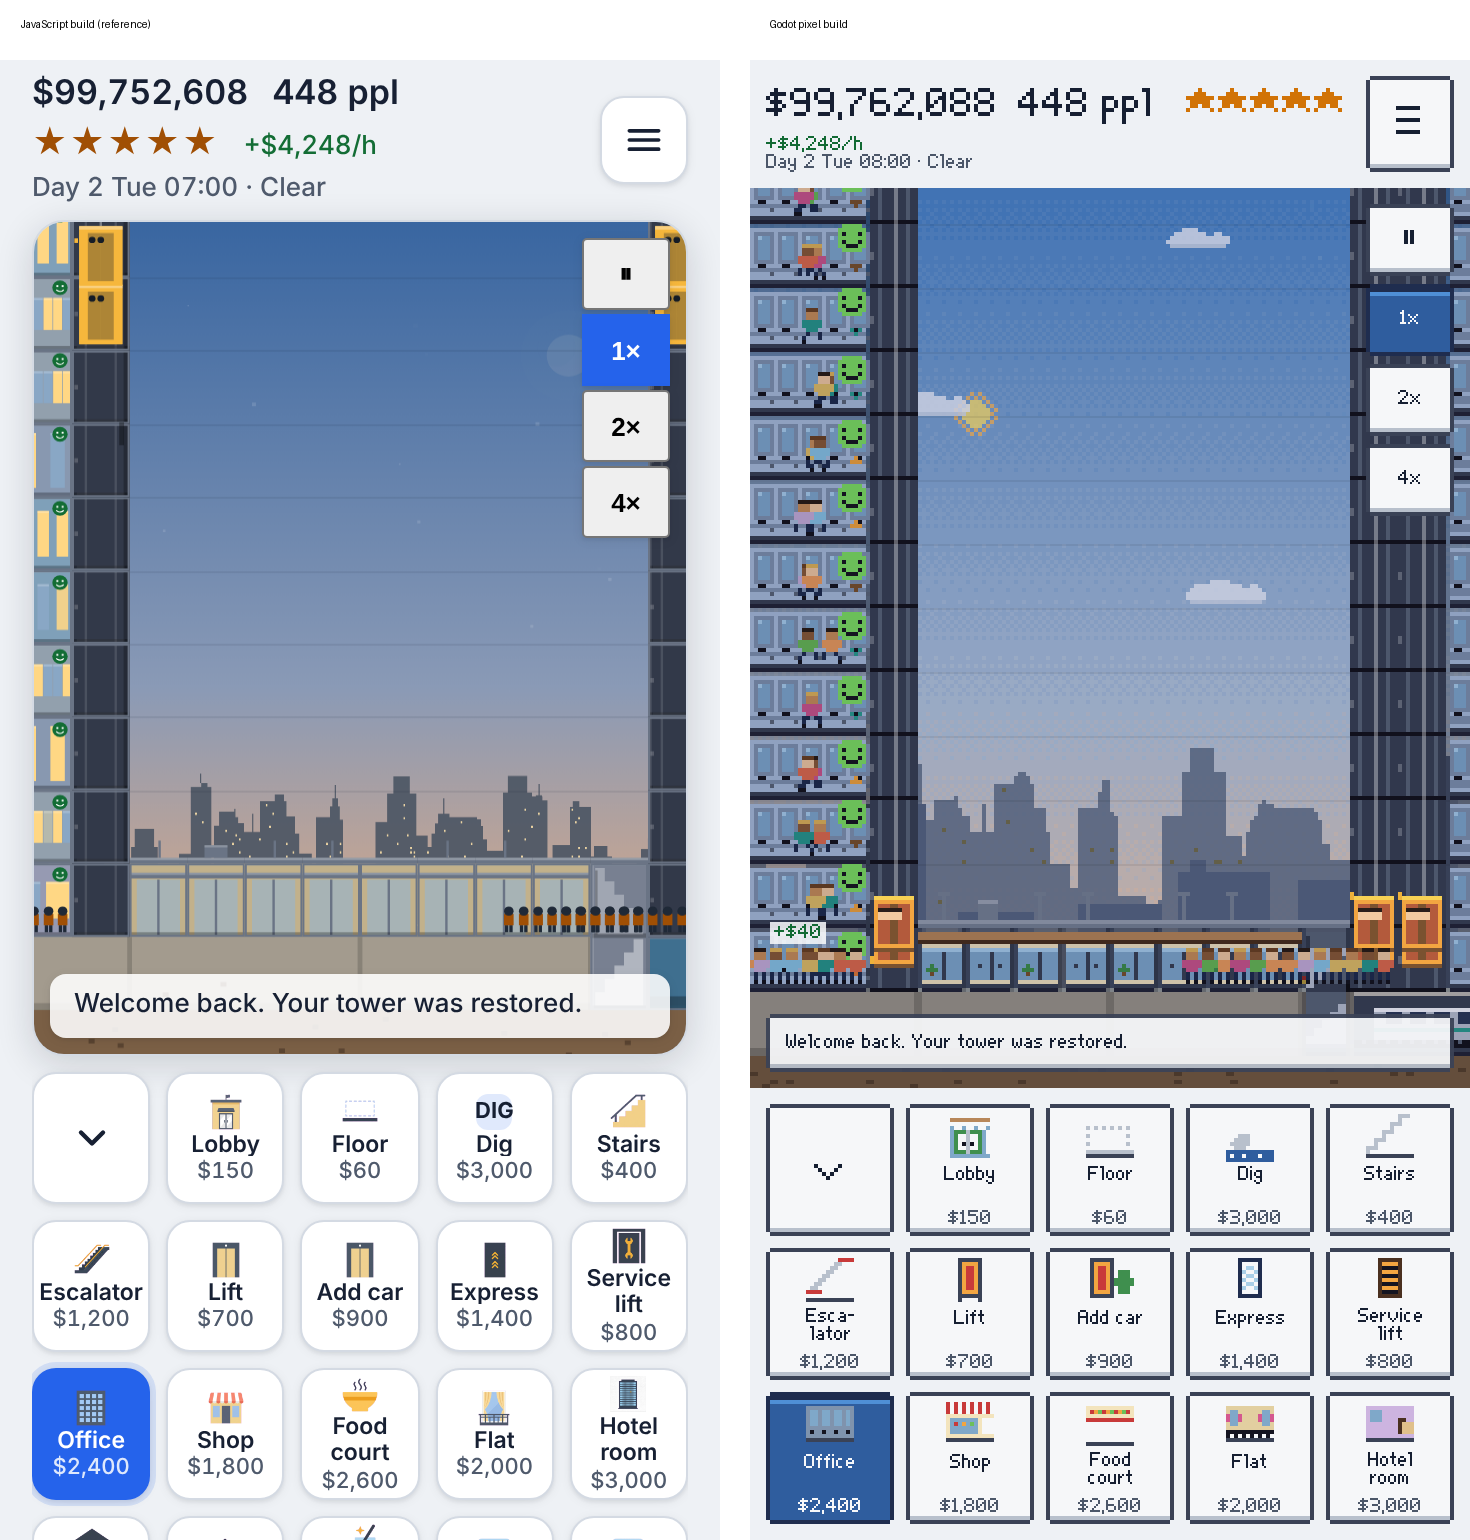 JavaScript build (reference)
$99,752,608 448 ppl
+$4,248/h
Day 2 Tue 07:00 · Clear
1×
2×
4×
Welcome back. Your tower was restored.
Lobby
$150
Floor
$60
DIG
Dig
$3,000
Stairs
$400
Escalator
$1,200
Lift
$700
Add car
$900
Express
$1,400
Service
lift
$800
Office
$2,400
Shop
$1,800
Food
court
$2,600
Flat
$2,000
Hotel
room
$3,000
Godot pixel build
$99,762,088 448 ppl
+$4,248/h
Day 2 Tue 08:00 · Clear
1x
2x
4x
+$40
Welcome back. Your tower was restored.
Lobby
$150
Floor
$60
Dig
$3,000
Stairs
$400
Esca-
lator
$1,200
Lift
$700
Add car
$900
Express
$1,400
Service
lift
$800
Office
$2,400
Shop
$1,800
Food
court
$2,600
Flat
$2,000
Hotel
room
$3,000